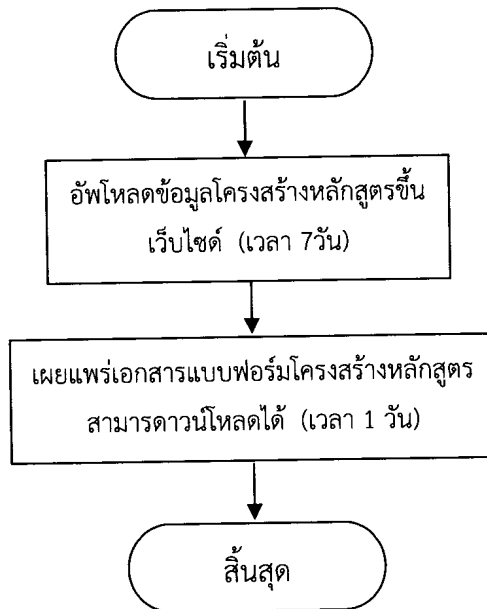 เริ่มต้น
อัพโหลดข้อมูลโครงสร้างหลักสูตรขึ้น
เว็บไซด์ (เวลา 7วัน)
เผยแพร่เอกสารแบบฟอร์มโครงสร้างหลักสูตร
สามารดาวน์โหลดได้ (เวลา 1 วัน)
สิ้นสุด